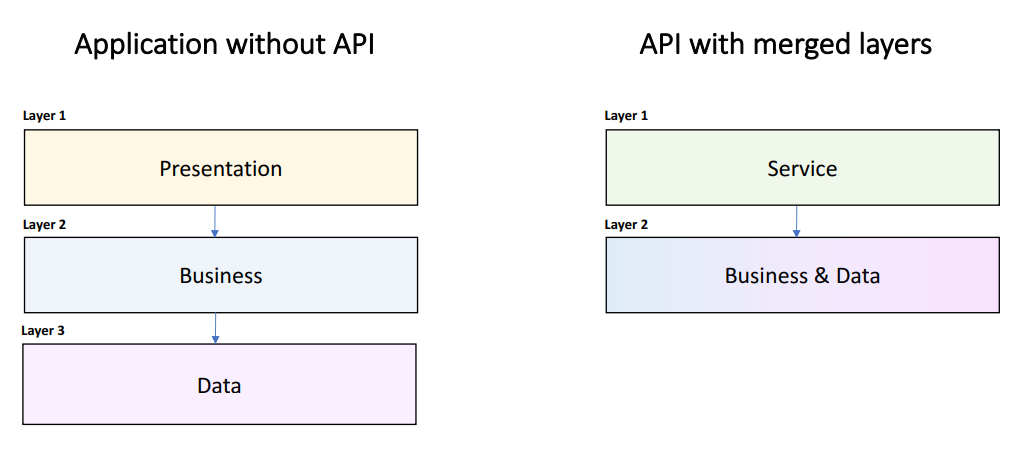 Application without API
Layer 1
Presentation
Layer 2
Business
Layer 3
Data
API with merged layers
Layer 1
Service
Layer 2
Business & Data